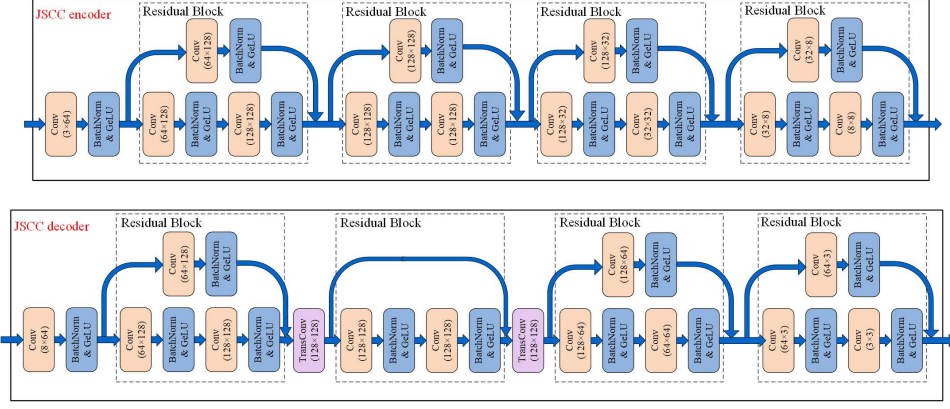 JSCC encoder
Residual Block
Residual Block
Residual Block
Residual Block
Conv
(64×128)
BatchNorm
& GeLU
Conv
(128×128)
BatchNorm
& GeLU
Conv
(128×32)
BatchNorm
& GeLU
Conv
(32×8)
BatchNorm
& GeLU
Conv
(3×64)
BatchNorm
& GeLU
Conv
(64×128)
BatchNorm
& GeLU
Conv
(128×128)
BatchNorm
& GeLU
Conv
(128×128)
BatchNorm
& GeLU
Conv
(128×128)
BatchNorm
& GeLU
Conv
(128×32)
BatchNorm
& GeLU
Conv
(32×32)
BatchNorm
& GeLU
Conv
(32×8)
BatchNorm
& GeLU
Conv
(8×8)
BatchNorm
& GeLU
JSCC decoder
Residual Block
Residual Block
Residual Block
Residual Block
Conv
(64×128)
BatchNorm
& GeLU
Conv
(128×64)
BatchNorm
& GeLU
Conv
(64×3)
BatchNorm
& GeLU
Conv
(8×64)
BatchNorm
& GeLU
Conv
(64×128)
BatchNorm
& GeLU
Conv
(128×128)
BatchNorm
& GeLU
TransConv
(128×128)
Conv
(128×128)
BatchNorm
& GeLU
Conv
(128×128)
BatchNorm
& GeLU
TransConv
(128×128)
Conv
(128×64)
BatchNorm
& GeLU
Conv
(64×64)
BatchNorm
& GeLU
Conv
(64×3)
BatchNorm
& GeLU
Conv
(3×3)
BatchNorm
& GeLU